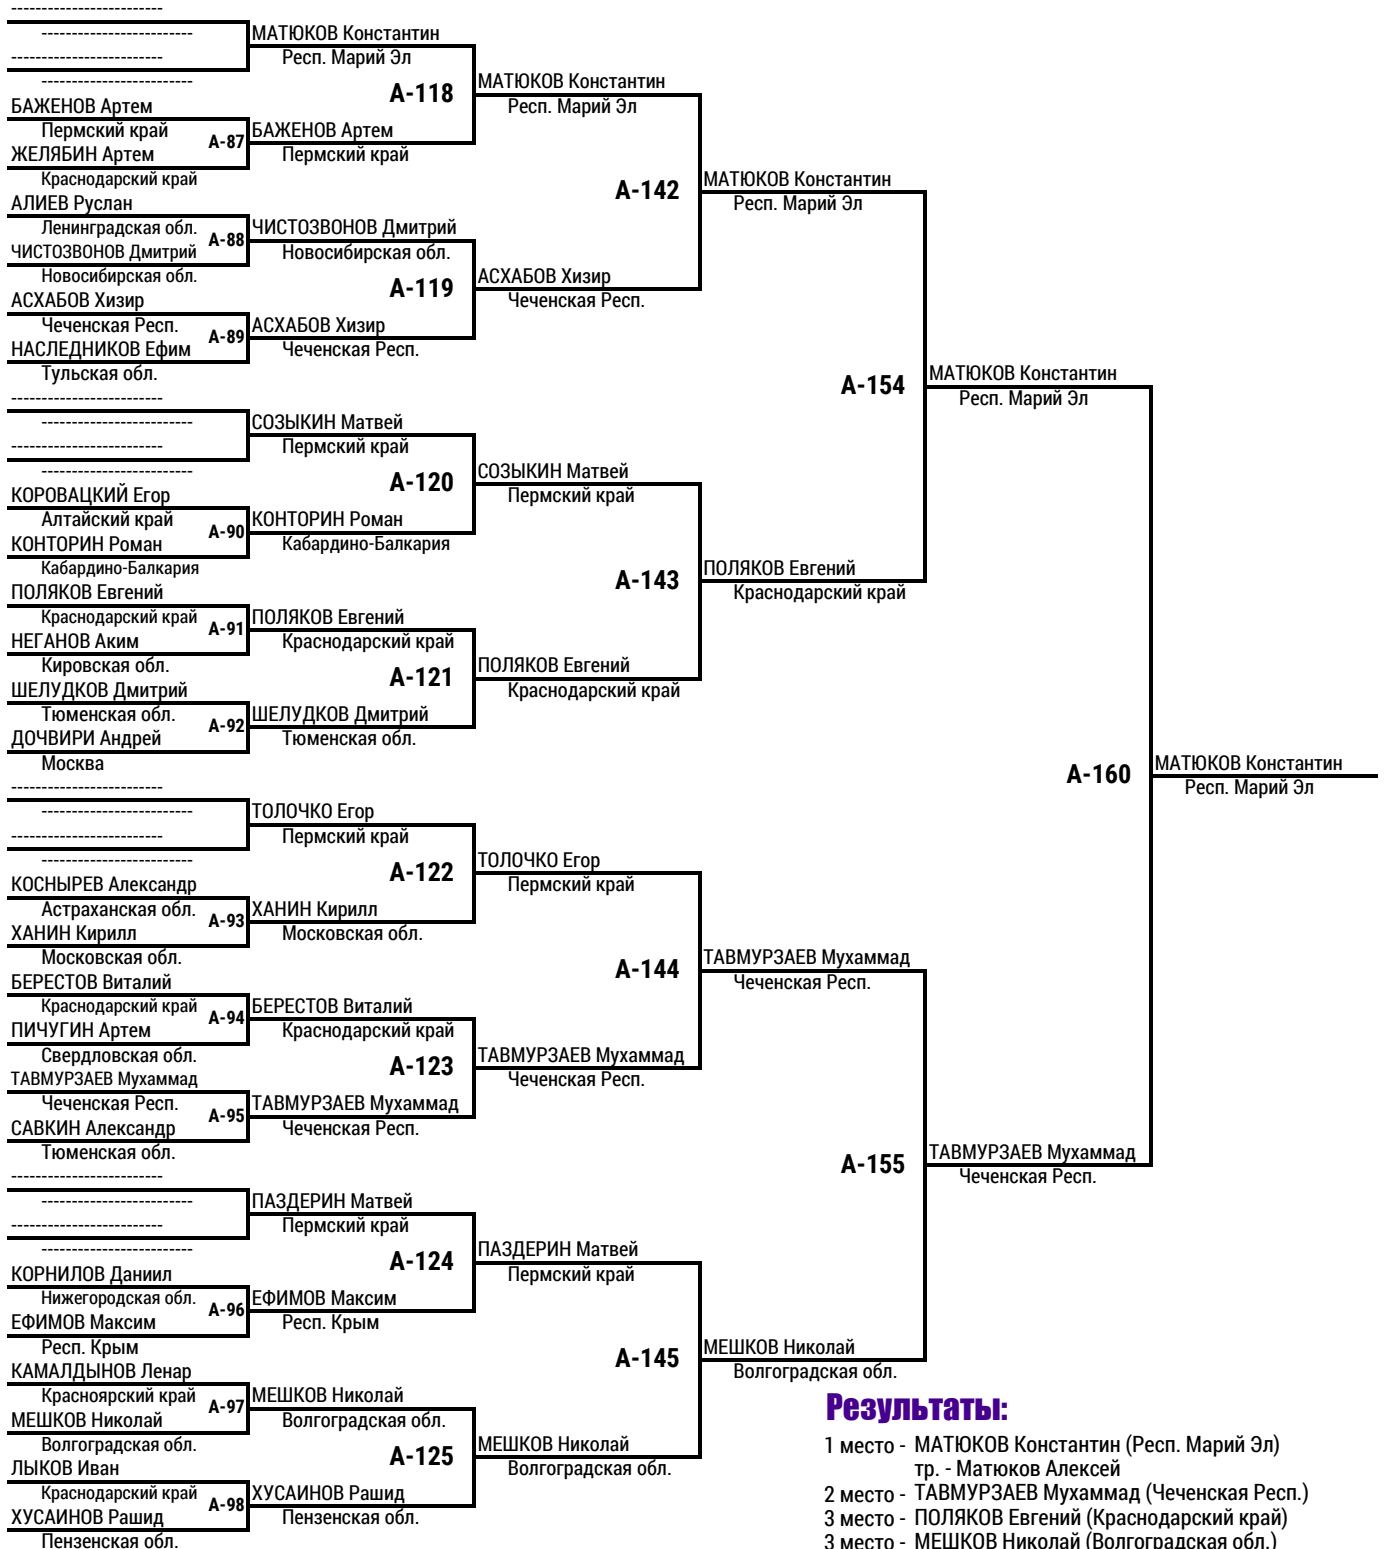 -------------------------
-------------------------
-------------------------
-------------------------
БАЖЕНОВ Артем
Пермский край
А-87
ЖЕЛЯБИН Артем
Краснодарский край
АЛИЕВ Руслан
Ленинградская обл.
А-88
ЧИСТОЗВОНОВ Дмитрий
Новосибирская обл.
АСХАБОВ Хизир
Чеченская Респ.
А-89
НАСЛЕДНИКОВ Ефим
Тульская обл.
-------------------------
-------------------------
-------------------------
-------------------------
КОРОВАЦКИЙ Егор
Алтайский край
А-90
КОНТОРИН Роман
Кабардино-Балкария
ПОЛЯКОВ Евгений
Краснодарский край
А-91
НЕГАНОВ Аким
Кировская обл.
ШЕЛУДКОВ Дмитрий
Тюменская обл.
А-92
ДОЧВИРИ Андрей
Москва
-------------------------
-------------------------
-------------------------
-------------------------
КОСНЫРЕВ Александр
Астраханская обл.
А-93
ХАНИН Кирилл
Московская обл.
БЕРЕСТОВ Виталий
Краснодарский край
А-94
ПИЧУГИН Артем
Свердловская обл.
ТАВМУРЗАЕВ Мухаммад
Чеченская Респ.
А-95
САВКИН Александр
Тюменская обл.
-------------------------
-------------------------
-------------------------
-------------------------
КОРНИЛОВ Даниил
Нижегородская обл.
А-96
ЕФИМОВ Максим
Респ. Крым
КАМАЛДЫНОВ Ленар
Красноярский край
А-97
МЕШКОВ Николай
Волгоградская обл.
ЛЫКОВ Иван
Краснодарский край
А-98
ХУСАИНОВ Рашид
Пензенская обл.
МАТЮКОВ Константин
Респ. Марий Эл
А-118
БАЖЕНОВ Артем
Пермский край
ЧИСТОЗВОНОВ Дмитрий
Новосибирская обл.
А-119
АСХАБОВ Хизир
Чеченская Респ.
СОЗЫКИН Матвей
Пермский край
А-120
КОНТОРИН Роман
Кабардино-Балкария
ПОЛЯКОВ Евгений
Краснодарский край
А-121
ШЕЛУДКОВ Дмитрий
Тюменская обл.
ТОЛОЧКО Егор
Пермский край
А-122
ХАНИН Кирилл
Московская обл.
БЕРЕСТОВ Виталий
Краснодарский край
А-123
ТАВМУРЗАЕВ Мухаммад
Чеченская Респ.
ПАЗДЕРИН Матвей
Пермский край
А-124
ЕФИМОВ Максим
Респ. Крым
МЕШКОВ Николай
Волгоградская обл.
А-125
ХУСАИНОВ Рашид
Пензенская обл.
МАТЮКОВ Константин
Респ. Марий Эл
А-142
АСХАБОВ Хизир
Чеченская Респ.
СОЗЫКИН Матвей
Пермский край
А-143
ПОЛЯКОВ Евгений
Краснодарский край
ТОЛОЧКО Егор
Пермский край
А-144
ТАВМУРЗАЕВ Мухаммад
Чеченская Респ.
ПАЗДЕРИН Матвей
Пермский край
А-145
МЕШКОВ Николай
Волгоградская обл.
МАТЮКОВ Константин
Респ. Марий Эл
А-154
ПОЛЯКОВ Евгений
Краснодарский край
ТАВМУРЗАЕВ Мухаммад
Чеченская Респ.
А-155
МЕШКОВ Николай
Волгоградская обл.
МАТЮКОВ Константин
Респ. Марий Эл
А-160
ТАВМУРЗАЕВ Мухаммад
Чеченская Респ.
МАТЮКОВ Константин
Респ. Марий Эл
Результаты:
1 место - МАТЮКОВ Константин (Респ. Марий Эл)
тр. - Матюков Алексей
2 место - ТАВМУРЗАЕВ Мухаммад (Чеченская Респ.)
3 место - ПОЛЯКОВ Евгений (Краснодарский край)
3 место - МЕШКОВ Николай (Волгоградская обл.)